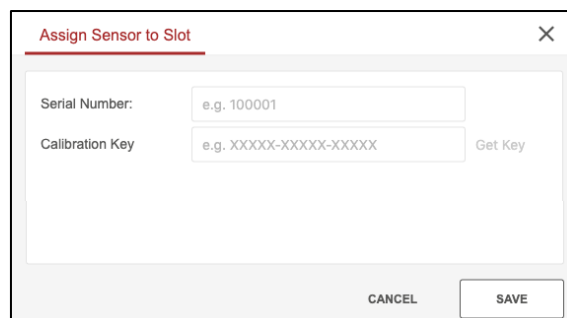 Assign Sensor to Slot
Serial Number: e.g. 100001
Calibration Key e.g. XXXXX-XXXXX-XXXXX Get Key
CANCEL SAVE